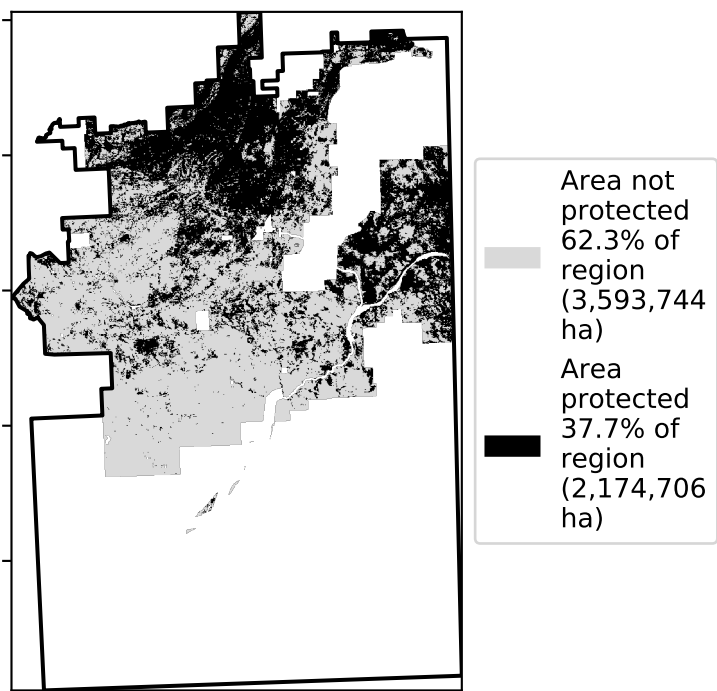 Area not
protected
62.3% of
region
(3,593,744
ha)
Area
protected
37.7% of
region
(2,174,706
ha)